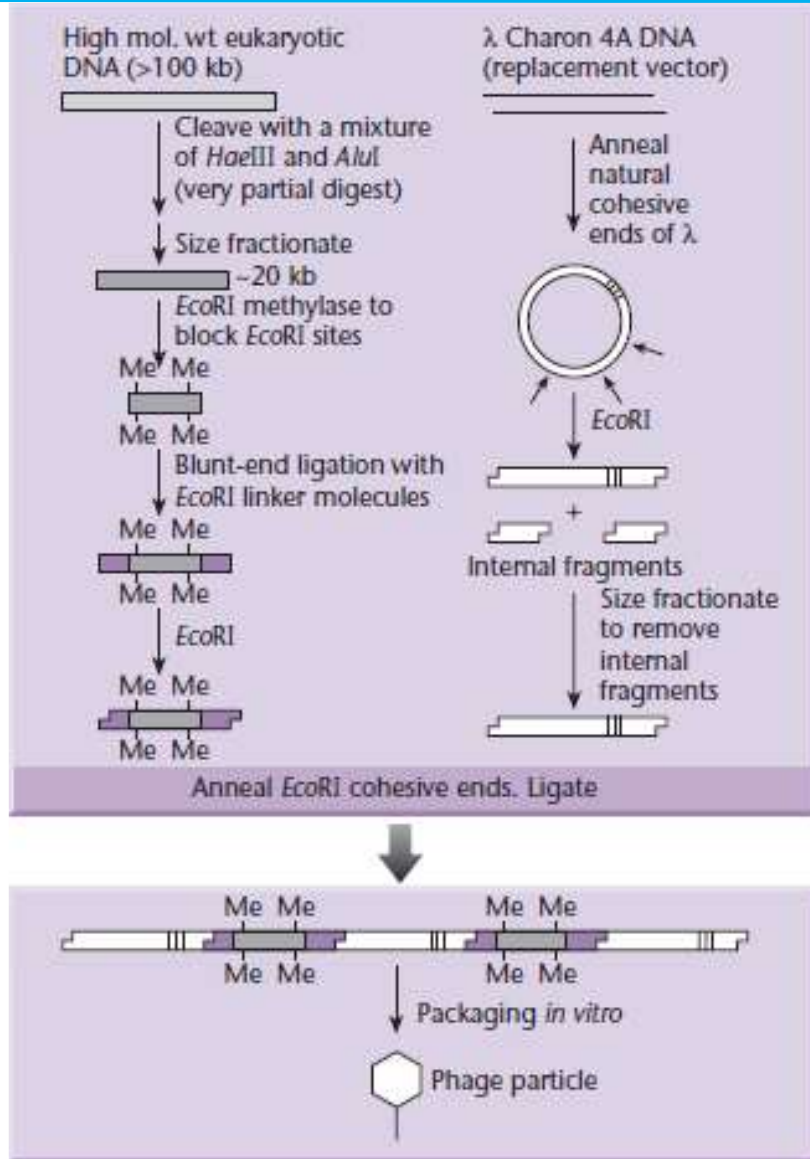 High mol. wt eukaryotic
DNA (>100 kb)
Cleave with a mixture
of HaeIII and AluI
(very partial digest)
Size fractionate
~20 kb
EcoRI methylase to
block EcoRI sites
Me Me
Me Me
Blunt-end ligation with
EcoRI linker molecules
Me Me
Me Me
EcoRI
Me Me
Me Me
λ Charon 4A DNA
(replacement vector)
Anneal
natural
cohesive
ends of λ
EcoRI
+
Internal fragments
Size fractionate
to remove
internal
fragments
Anneal EcoRI cohesive ends. Ligate
Me Me Me Me
Me Me Me Me
Packaging in vitro
Phage particle